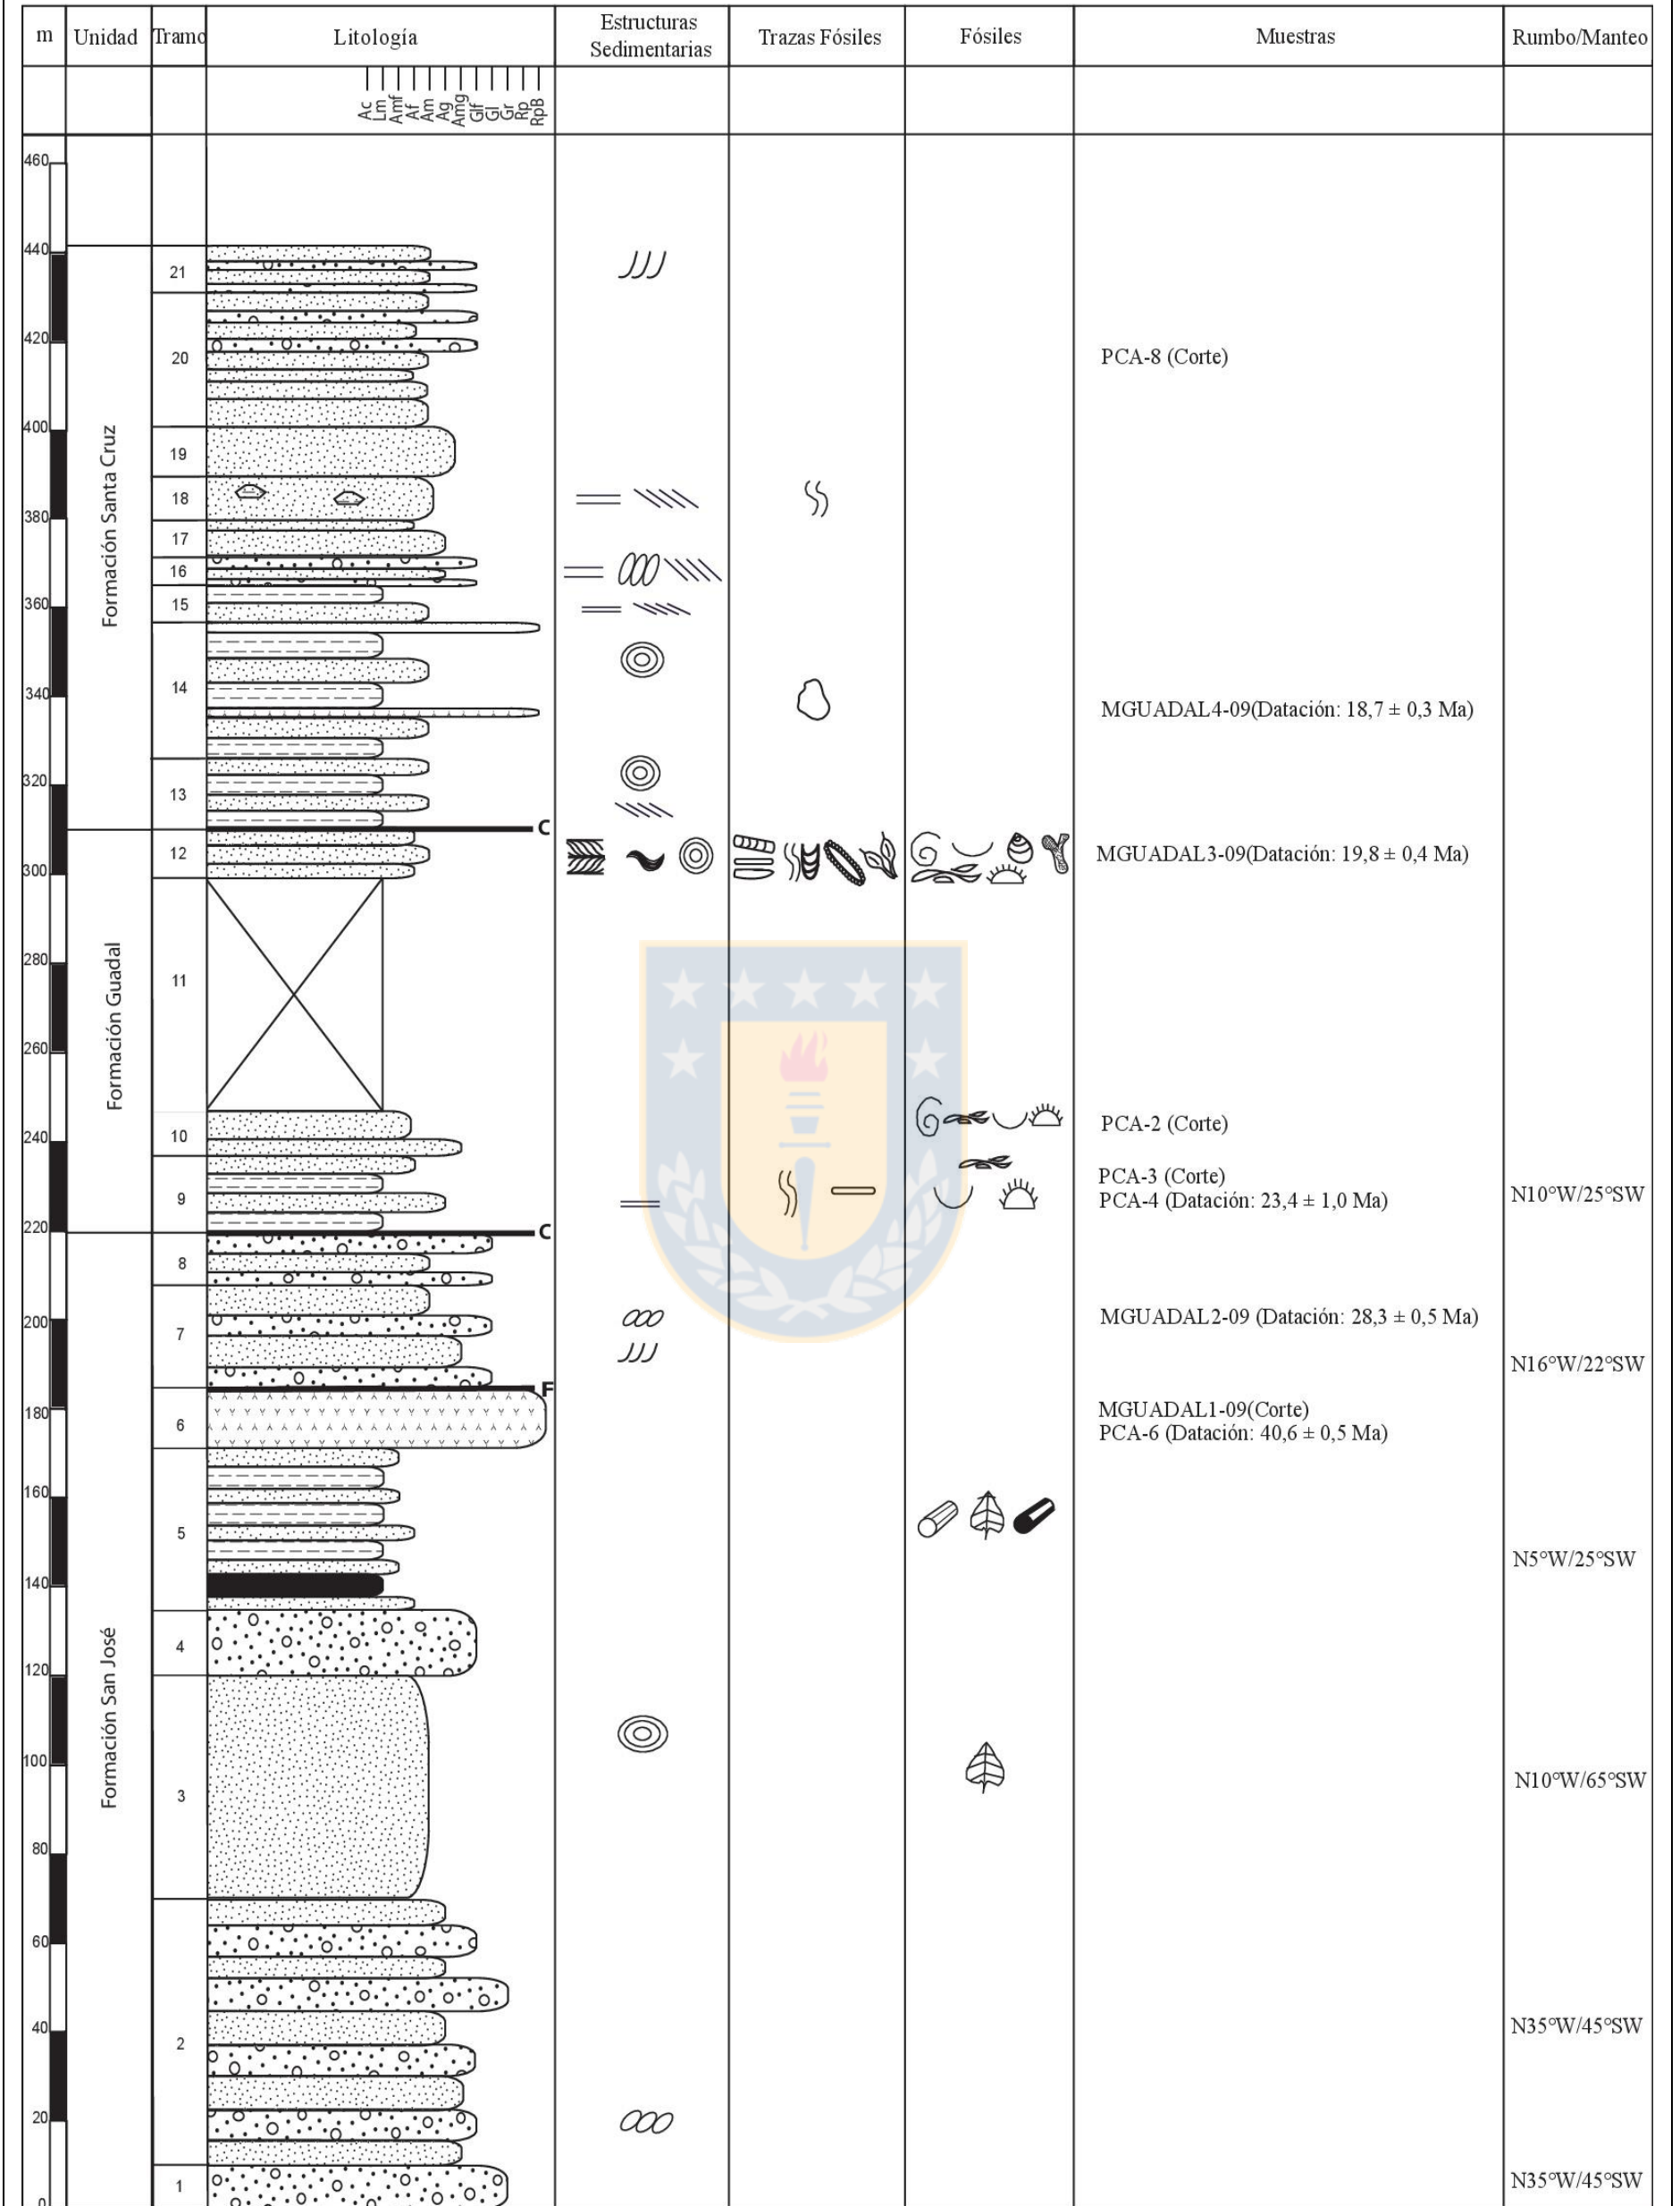 m
Unidad
Tramo
Litología
Estructuras
Sedimentarias
Trazas Fósiles
Fósiles
Muestras
Rumbo/Manteo
Ac
Lm
Amf
Af
Am
Ag
Amg
Glf
Gl
Gr
Rp
RpB
460
440
21
420
20
PCA-8 (Corte)
400
19
Formación Santa Cruz
18
380
17
16
360
15
14
340
MGUADAL4-09(Datación: 18,7 ± 0,3 Ma)
320
13
C
12
MGUADAL3-09(Datación: 19,8 ± 0,4 Ma)
300
280
11
Formación Guadal
260
240
10
PCA-2 (Corte)
PCA-3 (Corte)
9
PCA-4 (Datación: 23,4 ± 1,0 Ma)
N10°W/25°SW
220
C
8
200
7
MGUADAL2-09 (Datación: 28,3 ± 0,5 Ma)
N16°W/22°SW
F
180
6
MGUADAL1-09(Corte)
PCA-6 (Datación: 40,6 ± 0,5 Ma)
160
5
N5°W/25°SW
140
4
120
Formación San José
100
3
N10°W/65°SW
80
60
40
2
N35°W/45°SW
20
1
N35°W/45°SW
0